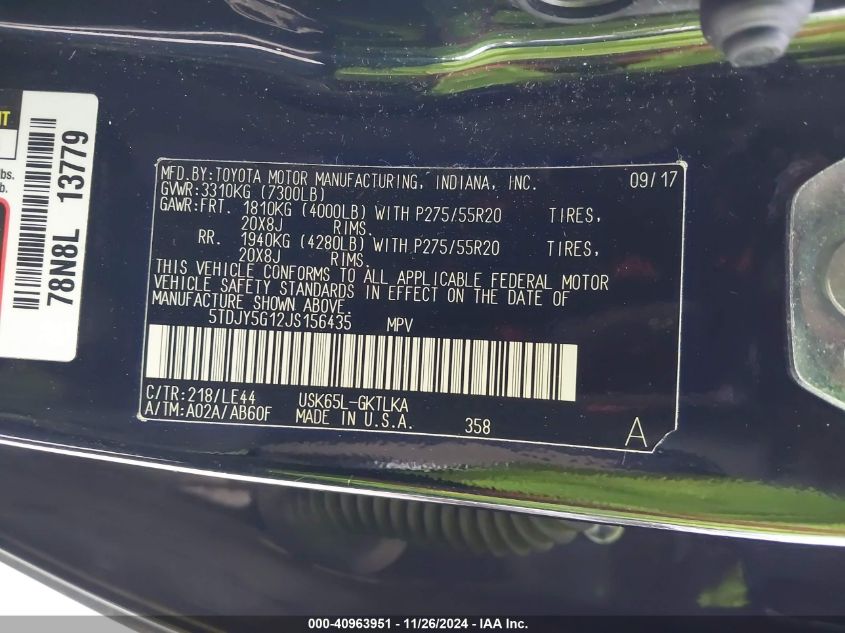 NT
lbs.
b.
78N8L 13779
MFD.BY:TOYOTA MOTOR MANUFACTURING, INDIANA, INC. 09/17
GVWR:3310KG (7300LB)
GAWR:FRT. 1810KG (4000LB) WITH P275/55R20 TIRES,
20X8J RIMS.
RR. 1940KG (4280LB) WITH P275/55R20 TIRES,
20X8J RIMS.
THIS VEHICLE CONFORMS TO ALL APPLICABLE FEDERAL MOTOR
VEHICLE SAFETY STANDARDS IN EFFECT ON THE DATE OF
MANUFACTURE SHOWN ABOVE.
5TDJY5G12JS156435 MPV
C/TR:218/LE44 USK65L-GKTLKA
A/TM:A02A/AB60F MADE IN U.S.A. 358 A
000-40963951 - 11/26/2024 - IAA Inc.